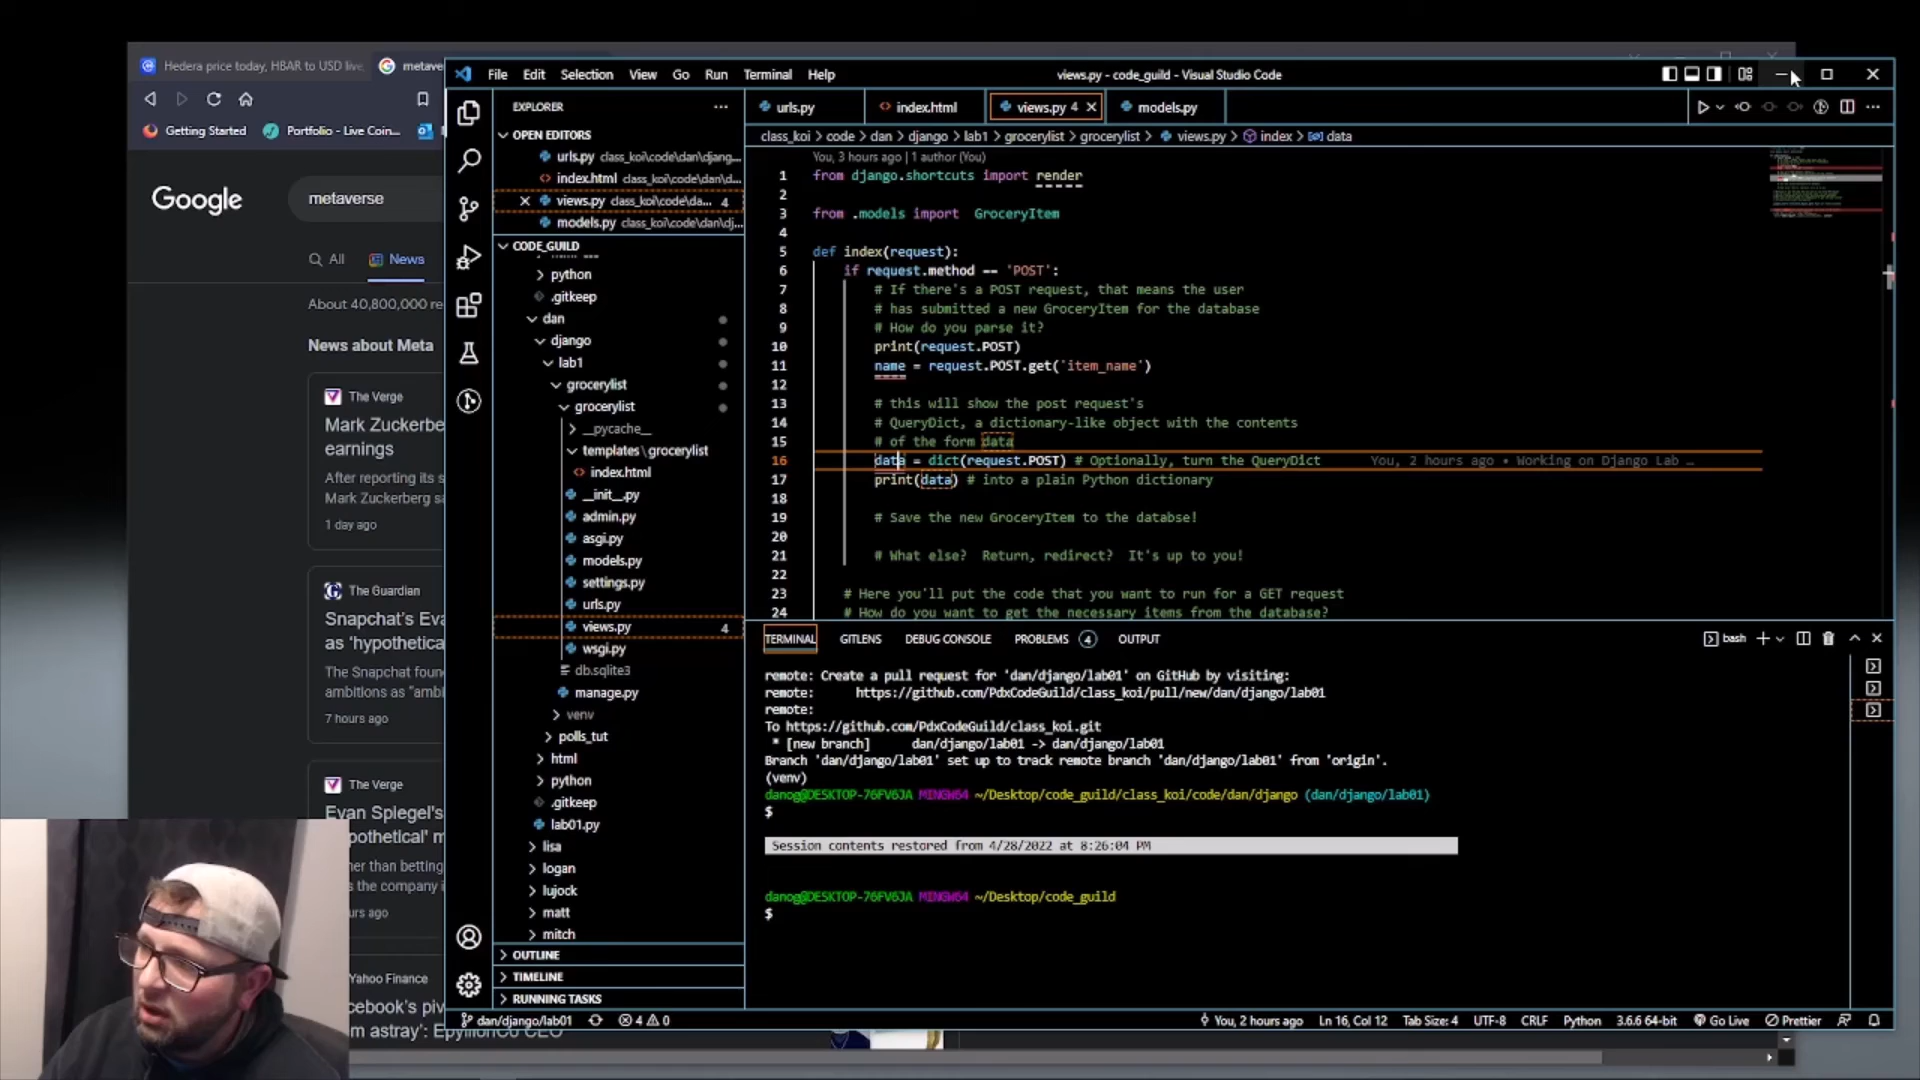 Hedera price today, HBAR to USD live,
metave
Getting Started
Portfolio - Live Coin...
Google
metaverse
All
News
About 40,800,000 re
News about Meta
The Verge
Mark Zuckerbe
earnings
After reporting its s
Mark Zuckerberg sa
1 day ago
The Guardian
Snapchat's Eva
as 'hypothetica
The Snapchat foun
ambitions as "amb
7 hours ago
The Verge
Evan Spiegel's
pothetical' m
her than betting
s the company i
urs ago
Yahoo Finance
cebook's piv
m astray': EpyllionCo CEO
File Edit Selection View Go Run Terminal Help
views.py - code_guild - Visual Studio Code
EXPLORER
OPEN EDITORS
urls.py class_koi\code\dan\djang...
index.html class_koi\code\dan\d...
views.py class_koi\code\da... 4
models.py class_koi\code\dan\dj...
CODE_GUILD
python
.gitkeep
dan
django
lab1
grocerylist
grocerylist
__pycache__
templates\grocerylist
index.html
__init__.py
admin.py
asgi.py
models.py
settings.py
urls.py
views.py 4
wsgi.py
db.sqlite3
manage.py
venv
polls_tut
html
python
.gitkeep
lab01.py
lisa
logan
lujock
matt
mitch
OUTLINE
TIMELINE
RUNNING TASKS
urls.py index.html views.py 4 models.py
class_koi > code > dan > django > lab1 > grocerylist > grocerylist > views.py > index > data
You, 3 hours ago | 1 author (You)
1 from django.shortcuts import render
2
3 from .models import GroceryItem
4
5 def index(request):
6 if request.method == 'POST':
7 # If there's a POST request, that means the user
8 # has submitted a new GroceryItem for the database
9 # How do you parse it?
10 print(request.POST)
11 name = request.POST.get('item_name')
12
13 # this will show the post request's
14 # QueryDict, a dictionary-like object with the contents
15 # of the form data
16 data = dict(request.POST) # Optionally, turn the QueryDict You, 2 hours ago • Working on Django Lab …
17 print(data) # into a plain Python dictionary
18
19 # Save the new GroceryItem to the databse!
20
21 # What else? Return, redirect? It's up to you!
22
23 # Here you'll put the code that you want to run for a GET request
24 # How do you want to get the necessary items from the database?
TERMINAL GITLENS DEBUG CONSOLE PROBLEMS 4 OUTPUT
bash
remote: Create a pull request for 'dan/django/lab01' on GitHub by visiting:
remote: https://github.com/PdxCodeGuild/class_koi/pull/new/dan/django/lab01
remote:
To https://github.com/PdxCodeGuild/class_koi.git
* [new branch] dan/django/lab01 -> dan/django/lab01
Branch 'dan/django/lab01' set up to track remote branch 'dan/django/lab01' from 'origin'.
(venv)
danog@DESKTOP-76FV6JA MINGW64 ~/Desktop/code_guild/class_koi/code/dan/django (dan/django/lab01)
$
Session contents restored from 4/28/2022 at 8:26:04 PM
danog@DESKTOP-76FV6JA MINGW64 ~/Desktop/code_guild
$
dan/django/lab01 4 0 You, 2 hours ago Ln 16, Col 12 Tab Size: 4 UTF-8 CRLF Python 3.6.6 64-bit Go Live Prettier